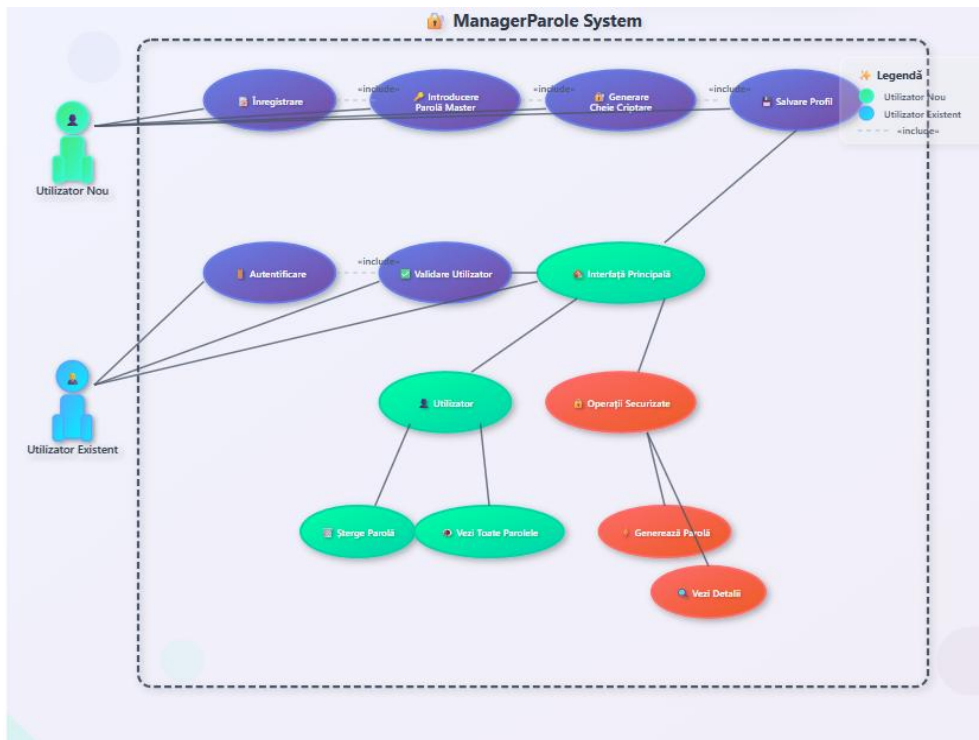 ManagerParole System
Înregistrare
«include»
Introducere
Parolă Master
«include»
Generare
Cheie Criptare
«include»
Salvare Profil
Legendă
Utilizator Nou
Utilizator Existent
«include»
Utilizator Nou
Autentificare
«include»
Validare Utilizator
Interfață Principală
Utilizator
Operații Securizate
Utilizator Existent
Șterge Parolă
Vezi Toate Parolele
Generează Parolă
Vezi Detalii